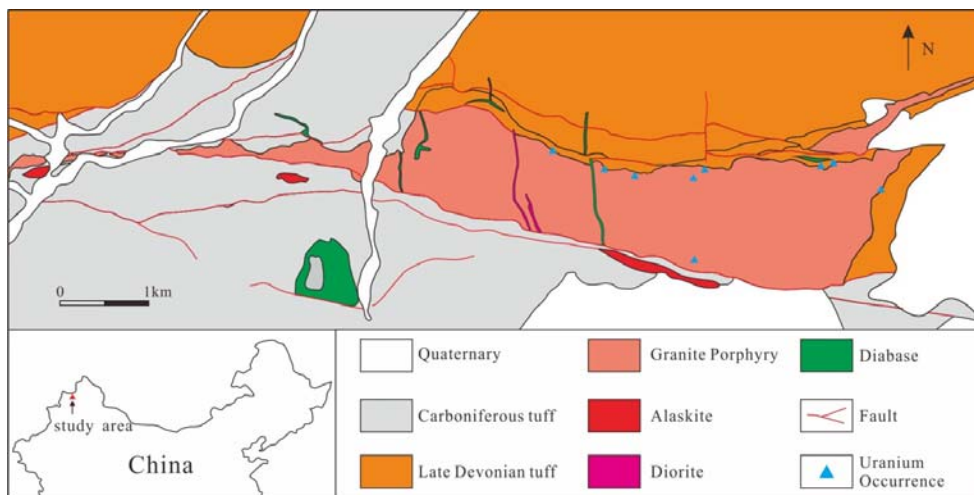 N
0 1km
study area
China
Quaternary
Carboniferous tuff
Late Devonian tuff
Granite Porphyry
Alaskite
Diorite
Diabase
Fault
Uranium
Occurrence